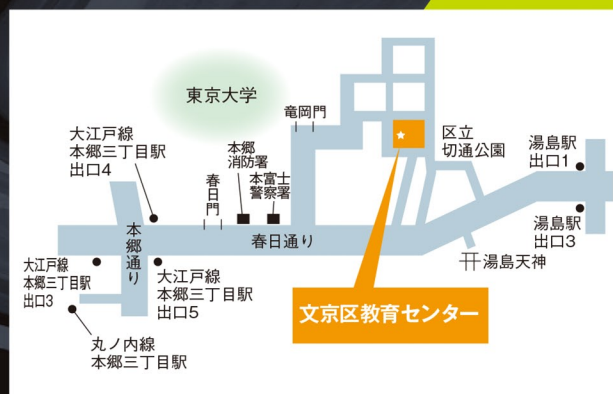 東京大学
竜岡門
大江戸線
本郷三丁目駅
出口4
本郷
消防署
本富士
警察署
春日門
区立
切通公園
湯島駅
出口1
湯島駅
出口3
本郷通り
春日通り
湯島天神
大江戸線
本郷三丁目駅
出口3
大江戸線
本郷三丁目駅
出口5
文京区教育センター
丸ノ内線
本郷三丁目駅